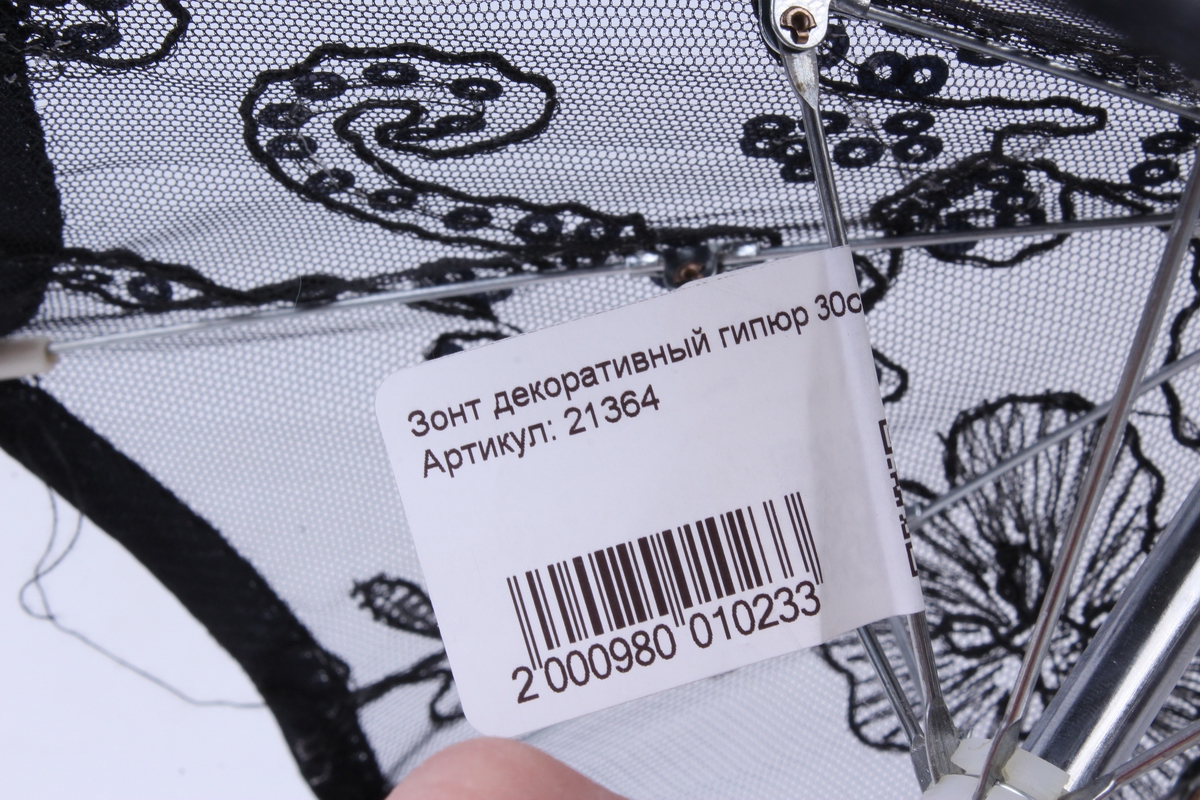 Зонт декоративный гипюр 30с
Артикул: 21364
2 000980 010233